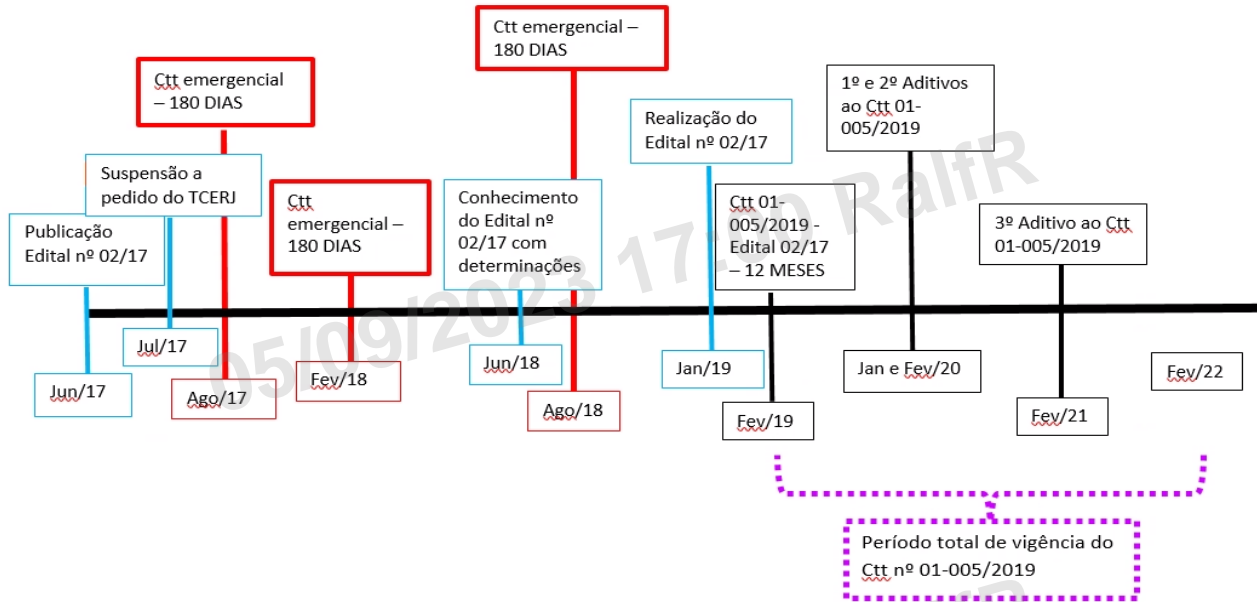 Publicação
Edital nº 02/17
Jun/17
Suspensão a
pedido do TCERJ
Jul/17
Ctt emergencial
– 180 DIAS
Ago/17
Ctt
emergencial –
180 DIAS
Fev/18
Conhecimento
do Edital nº
02/17 com
determinações
Jun/18
Ctt emergencial –
180 DIAS
Ago/18
Realização do
Edital nº 02/17
Jan/19
Ctt 01-
005/2019 -
Edital 02/17
– 12 MESES
Fev/19
1º e 2º Aditivos
ao Ctt 01-
005/2019
Jan e Fev/20
3º Aditivo ao Ctt
01-005/2019
Fev/21
Fev/22
Período total de vigência do
Ctt nº 01-005/2019
05/09/2023 17:00 RalfR